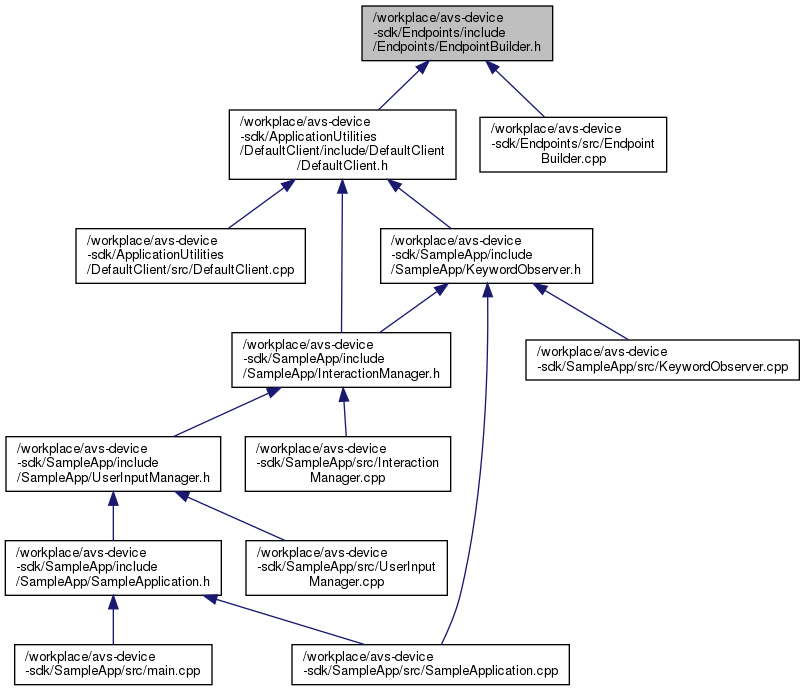 /workplace/avs-device
-sdk/Endpoints/include
/Endpoints/EndpointBuilder.h
/workplace/avs-device
-sdk/ApplicationUtilities
/DefaultClient/include/DefaultClient
/DefaultClient.h
/workplace/avs-device
-sdk/Endpoints/src/Endpoint
Builder.cpp
/workplace/avs-device
-sdk/ApplicationUtilities
/DefaultClient/src/DefaultClient.cpp
/workplace/avs-device
-sdk/SampleApp/include
/SampleApp/KeywordObserver.h
/workplace/avs-device
-sdk/SampleApp/include
/SampleApp/InteractionManager.h
/workplace/avs-device
-sdk/SampleApp/src/KeywordObserver.cpp
/workplace/avs-device
-sdk/SampleApp/include
/SampleApp/UserInputManager.h
/workplace/avs-device
-sdk/SampleApp/src/Interaction
Manager.cpp
/workplace/avs-device
-sdk/SampleApp/include
/SampleApp/SampleApplication.h
/workplace/avs-device
-sdk/SampleApp/src/UserInput
Manager.cpp
/workplace/avs-device
-sdk/SampleApp/src/main.cpp
/workplace/avs-device
-sdk/SampleApp/src/SampleApplication.cpp